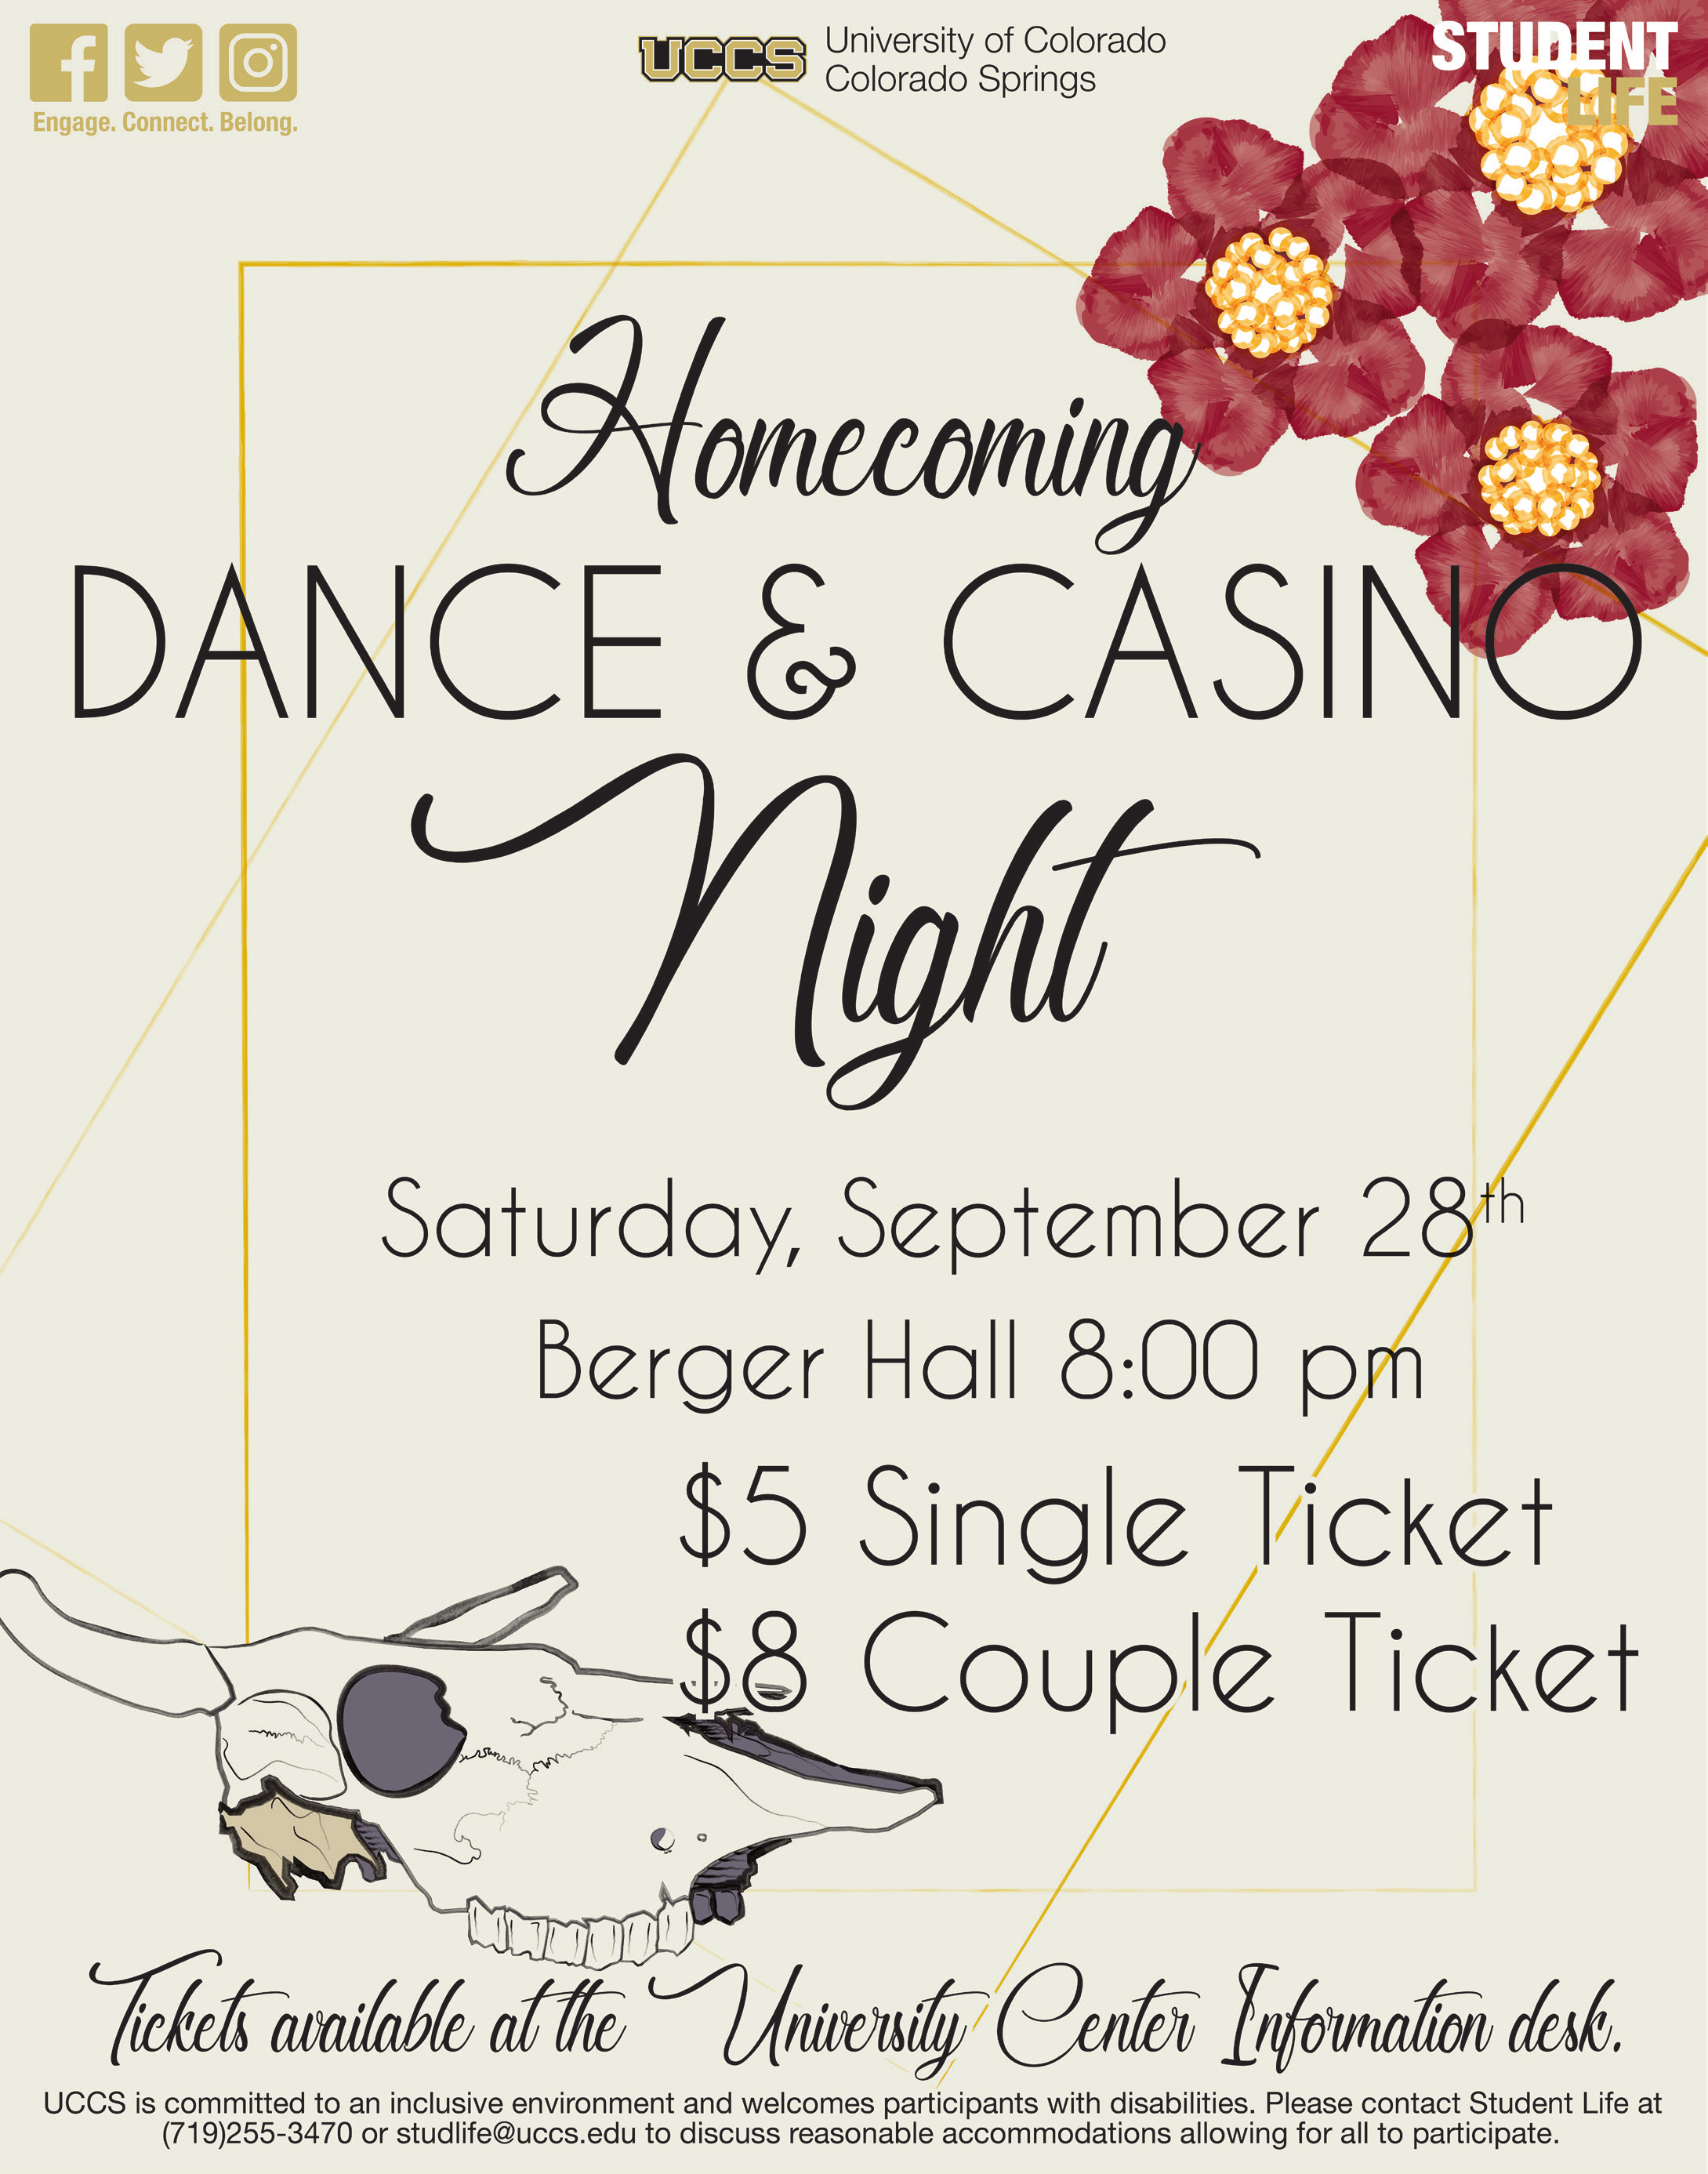 Engage. Connect. Belong.
UCCS
University of Colorado
Colorado Springs
STUDENT
LIFE
Homecoming
DANCE & CASINO
Night
Saturday, September 28th
Berger Hall 8:00 pm
$5 Single Ticket
$8 Couple Ticket
Tickets available at the University Center Information desk.
UCCS is committed to an inclusive environment and welcomes participants with disabilities. Please contact Student Life at
(719)255-3470 or studlife@uccs.edu to discuss reasonable accommodations allowing for all to participate.